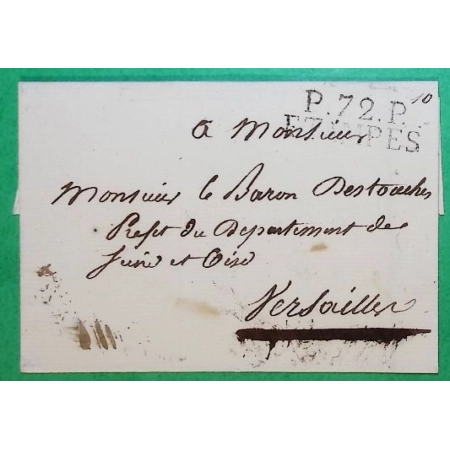 10
P.72.P.
ETAMPES
a Monsieur
Monsieur le Baron Destouches
Prefet du Departement de
Seine et Oise
Versailles